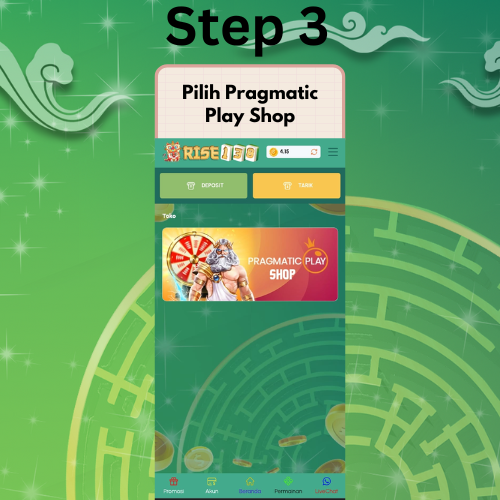 Step 3
Pilih Pragmatic
Play Shop
RISE138
4.15
DEPOSIT
TARIK
Toko
PRAGMATIC PLAY
SHOP
Promosi
Akun
Beranda
Permainan
LiveChat